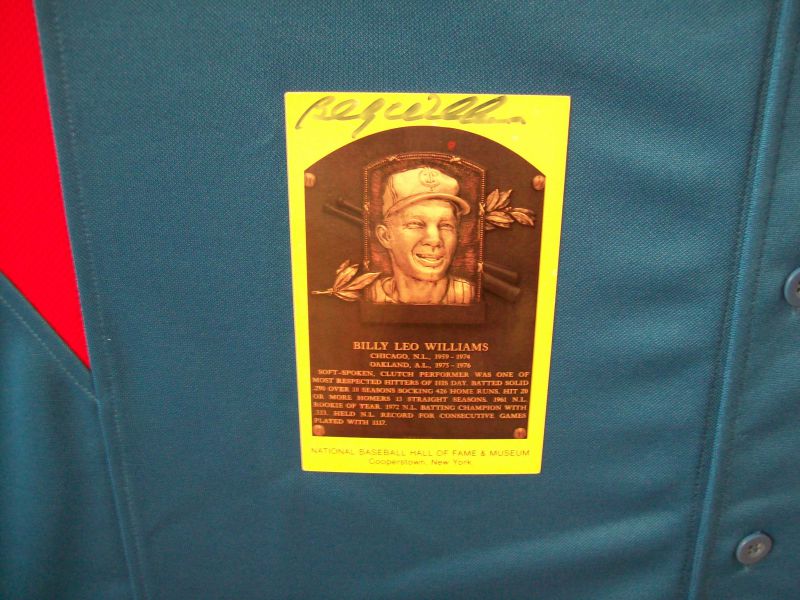 Billy Williams
BILLY LEO WILLIAMS
CHICAGO, N.L., 1959 - 1974
OAKLAND, A.L., 1975 - 1976
SOFT-SPOKEN, CLUTCH PERFORMER WAS ONE OF
MOST RESPECTED HITTERS OF HIS DAY. BATTED SOLID
.290 OVER 18 SEASONS SOCKING 426 HOME RUNS. HIT 20
OR MORE HOMERS 13 STRAIGHT SEASONS. 1961 N.L.
ROOKIE OF YEAR. 1972 N.L. BATTING CHAMPION WITH
.333. HELD N.L. RECORD FOR CONSECUTIVE GAMES
PLAYED WITH 1117.
NATIONAL BASEBALL HALL OF FAME & MUSEUM
Cooperstown, New York